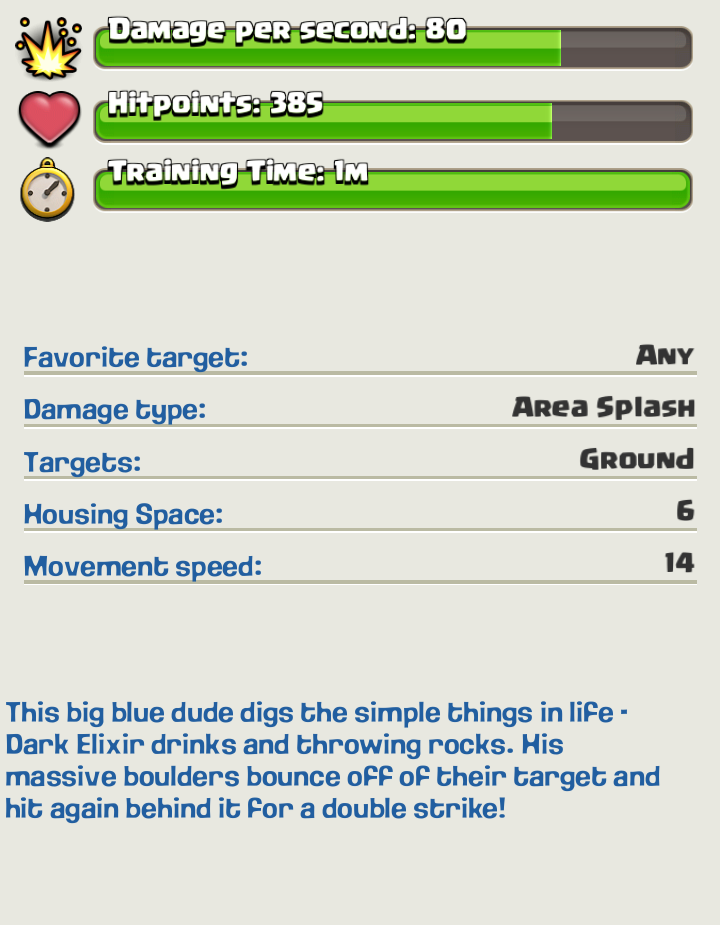 Damage per second: 80
Hitpoints: 385
Training Time: 1M
Favorite target: Any
Damage type: Area Splash
Targets: Ground
Housing Space: 6
Movement speed: 14
This big blue dude digs the simple things in life -
Dark Elixir drinks and throwing rocks. His
massive boulders bounce off of their target and
hit again behind it for a double strike!